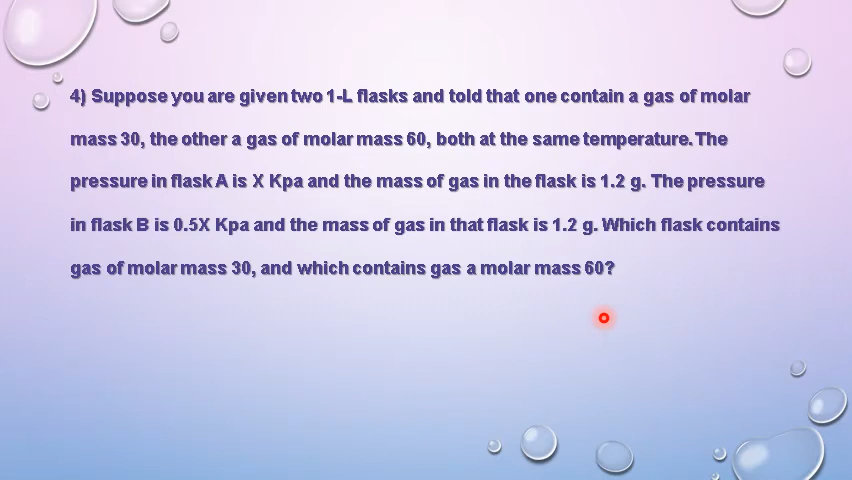 4) Suppose you are given two 1-L flasks and told that one contain a gas of molar
mass 30, the other a gas of molar mass 60, both at the same temperature. The
pressure in flask A is X Kpa and the mass of gas in the flask is 1.2 g. The pressure
in flask B is 0.5X Kpa and the mass of gas in that flask is 1.2 g. Which flask contains
gas of molar mass 30, and which contains gas a molar mass 60?